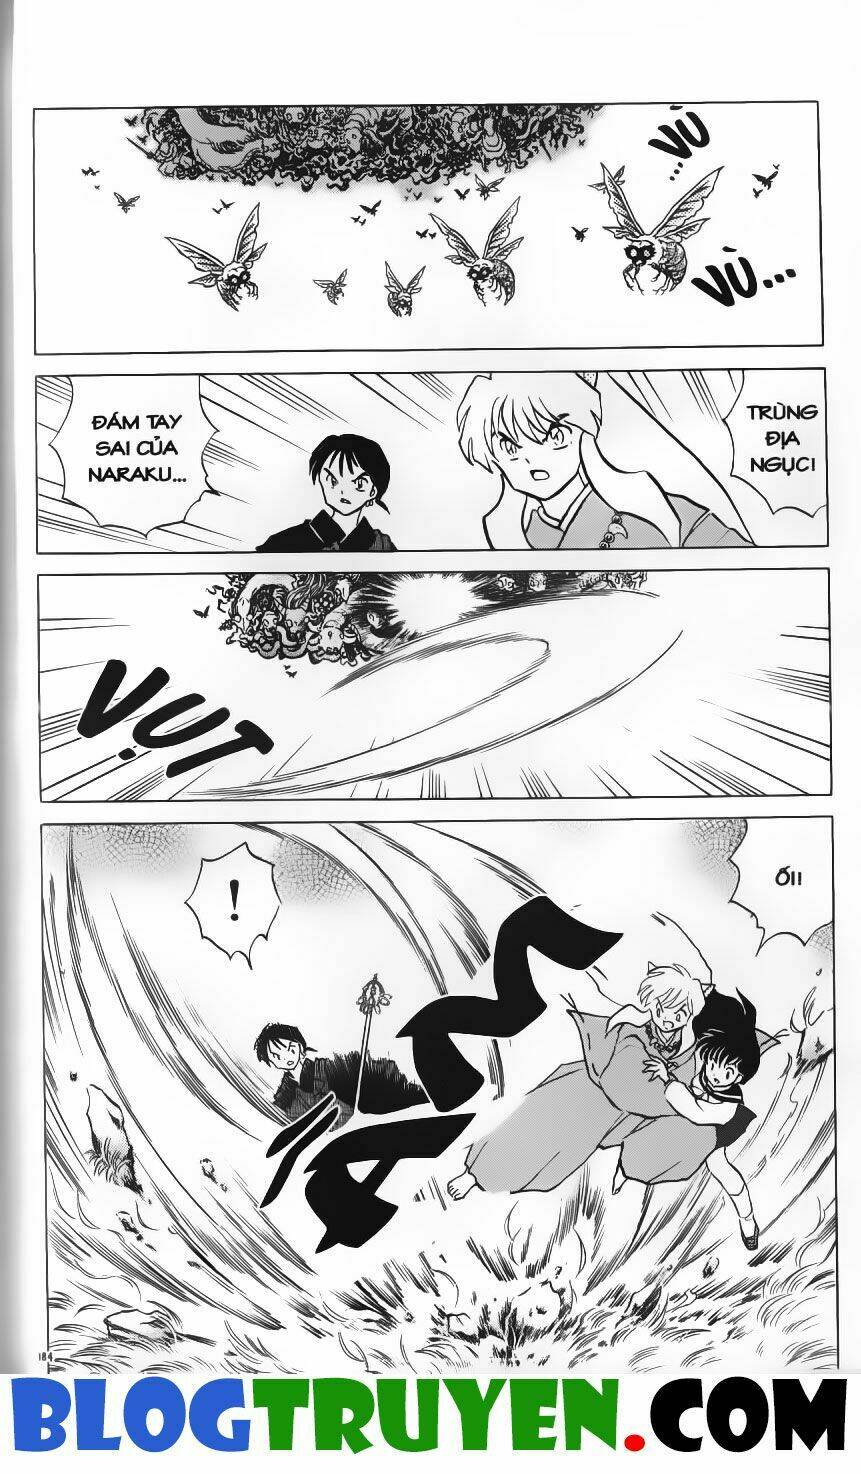 ...VÙ
VÙ...
ĐÁM TAY
SAI CỦA
NARAKU...
TRÙNG
ĐỊA
NGỤC!
VỤT
!
ỐI!
ẦM
184
BLOGTRUYEN.COM